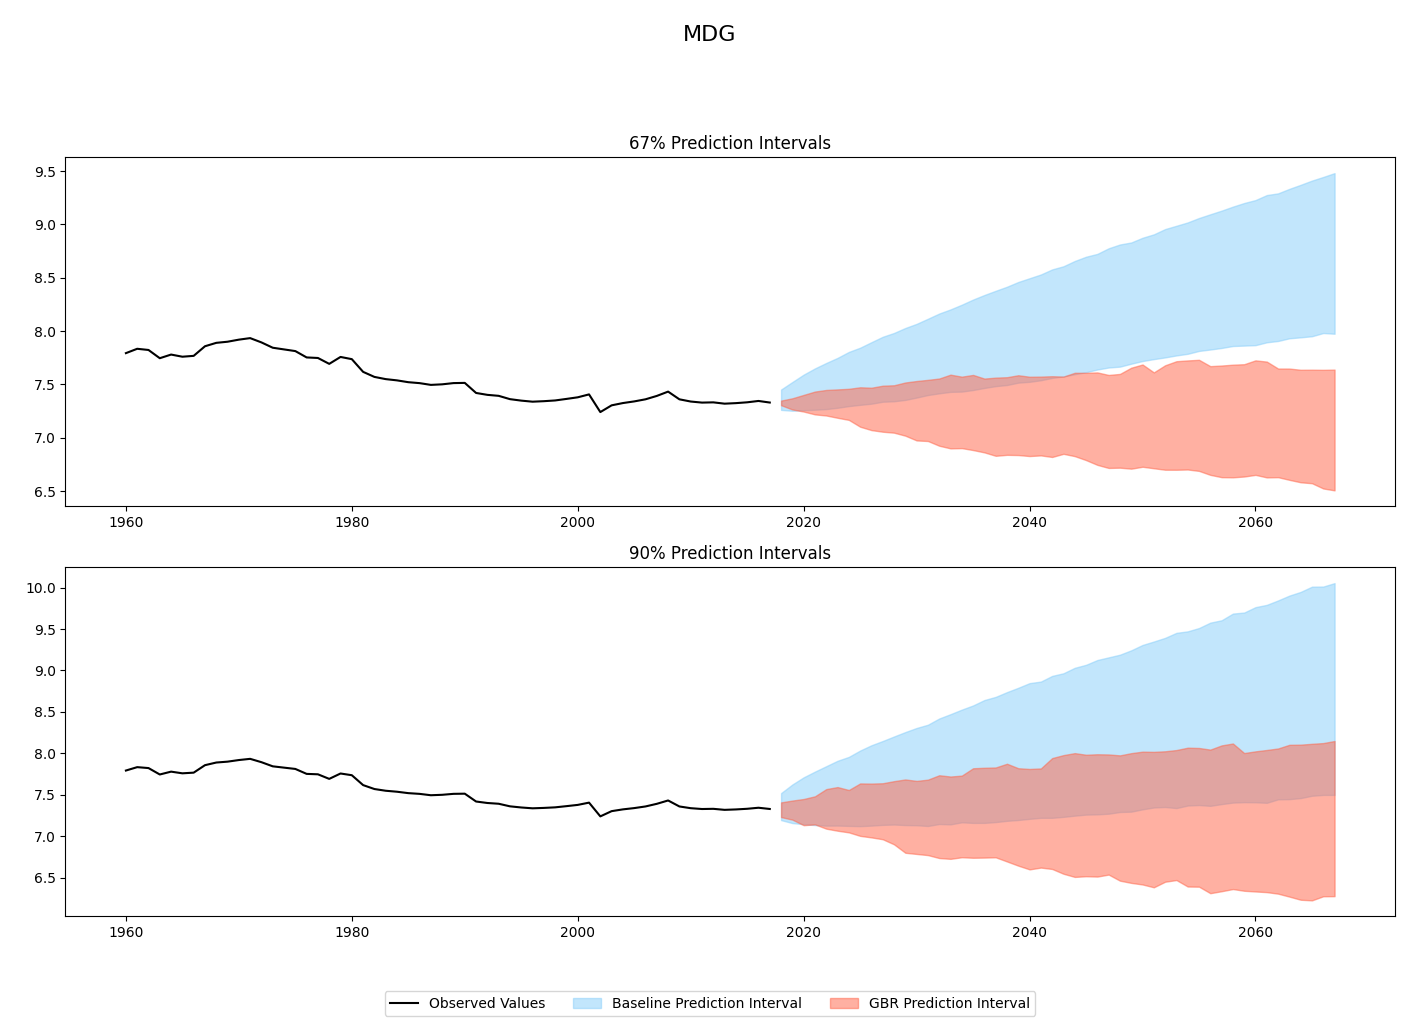 MDG
67% Prediction Intervals
9.5
9.0
8.5
8.0
7.5
7.0
6.5
1960 1980 2000 2020 2040 2060
90% Prediction Intervals
10.0
9.5
9.0
8.5
8.0
7.5
7.0
6.5
1960 1980 2000 2020 2040 2060
Observed Values Baseline Prediction Interval GBR Prediction Interval